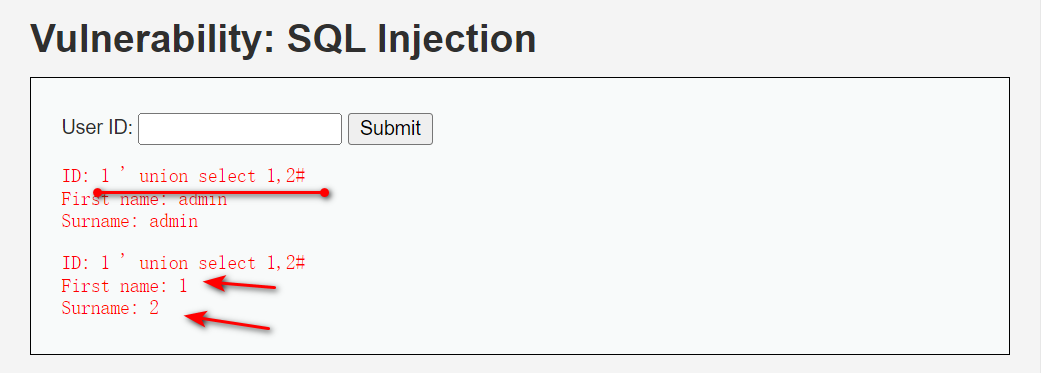 Vulnerability: SQL Injection
User ID: Submit
ID: 1 ' union select 1,2#
First name: admin
Surname: admin
ID: 1 ' union select 1,2#
First name: 1
Surname: 2